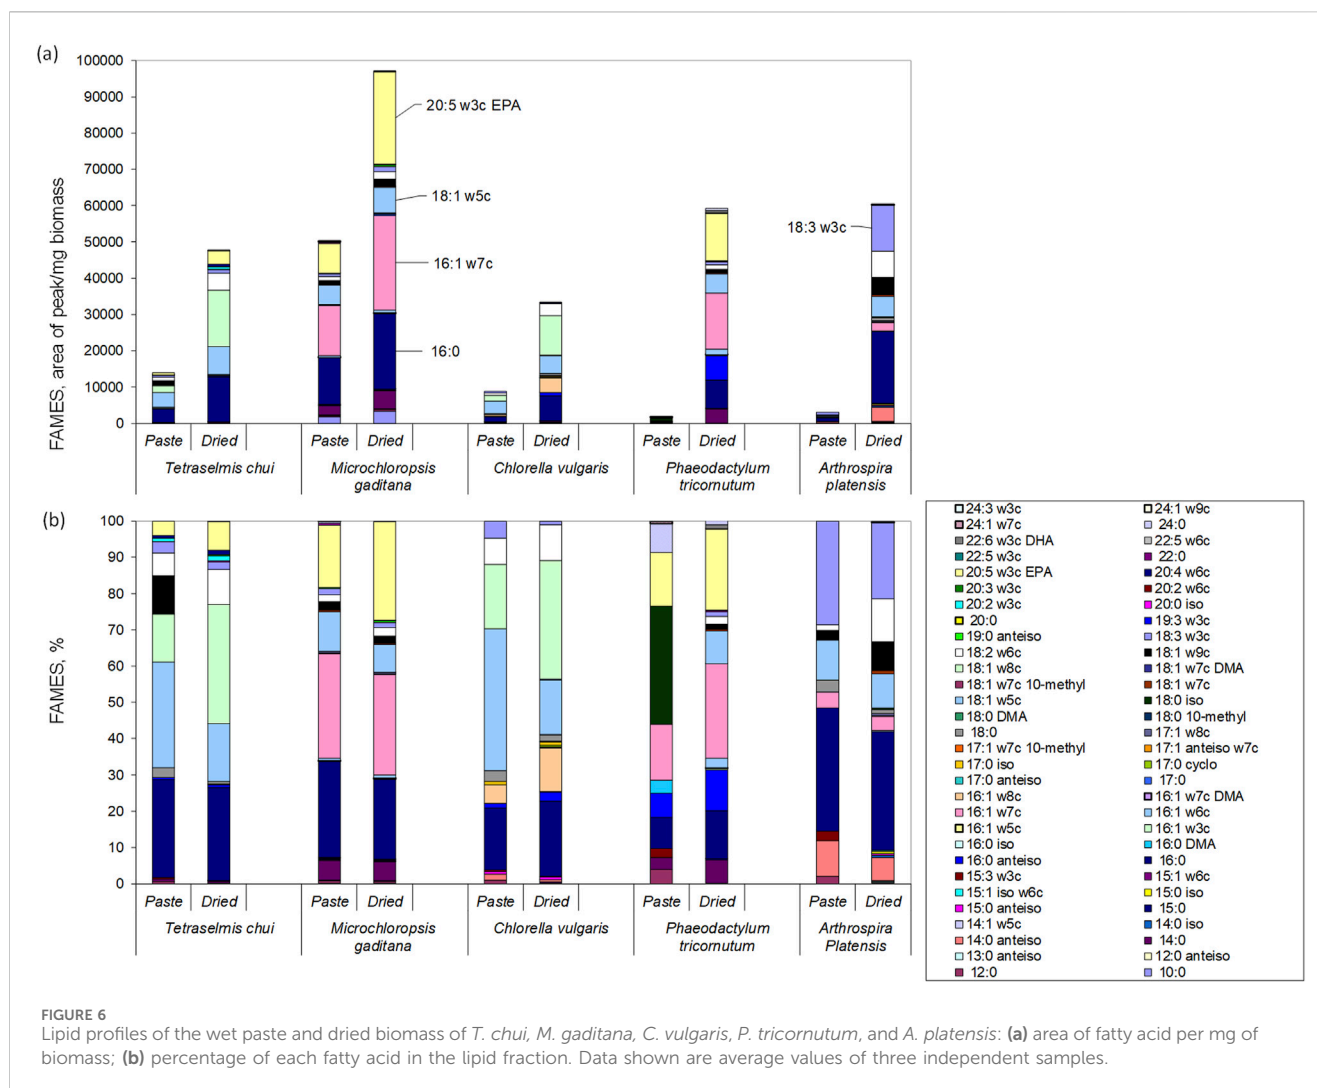 (a)
100000
90000
80000
70000
60000
50000
40000
30000
20000
10000
0
FAMES, area of peak/mg biomass
20:5 w3c EPA
18:1 w5c
16:1 w7c
16:0
18:3 w3c
Paste Dried Paste Dried Paste Dried Paste Dried Paste Dried
Tetraselmis chui Microchloropsis gaditana Chlorella vulgaris Phaeodactylum tricornutum Arthrospira platensis
(b)
100
90
80
70
60
50
40
30
20
10
0
FAMES, %
Paste Dried Paste Dried Paste Dried Paste Dried Paste Dried
Tetraselmis chui Microchloropsis gaditana Chlorella vulgaris Phaeodactylum tricornutum Arthrospira Platensis
24:3 w3c 24:1 w9c
24:1 w7c 24:0
22:6 w3c DHA 22:5 w6c
22:5 w3c 22:0
20:5 w3c EPA 20:4 w6c
20:3 w3c 20:2 w6c
20:2 w3c 20:0 iso
20:0 19:3 w3c
19:0 anteiso 18:3 w3c
18:2 w6c 18:1 w9c
18:1 w8c 18:1 w7c DMA
18:1 w7c 10-methyl 18:1 w7c
18:1 w5c 18:0 iso
18:0 DMA 18:0 10-methyl
18:0 17:1 w8c
17:1 w7c 10-methyl 17:1 anteiso w7c
17:0 iso 17:0 cyclo
17:0 anteiso 17:0
16:1 w8c 16:1 w7c DMA
16:1 w7c 16:1 w6c
16:1 w5c 16:1 w3c
16:0 iso 16:0 DMA
16:0 anteiso 16:0
15:3 w3c 15:1 w6c
15:1 iso w6c 15:0 iso
15:0 anteiso 15:0
14:1 w5c 14:0 iso
14:0 anteiso 14:0
13:0 anteiso 12:0 anteiso
12:0 10:0
FIGURE 6
Lipid profiles of the wet paste and dried biomass of T. chui, M. gaditana, C. vulgaris, P. tricornutum, and A. platensis: (a) area of fatty acid per mg of
biomass; (b) percentage of each fatty acid in the lipid fraction. Data shown are average values of three independent samples.